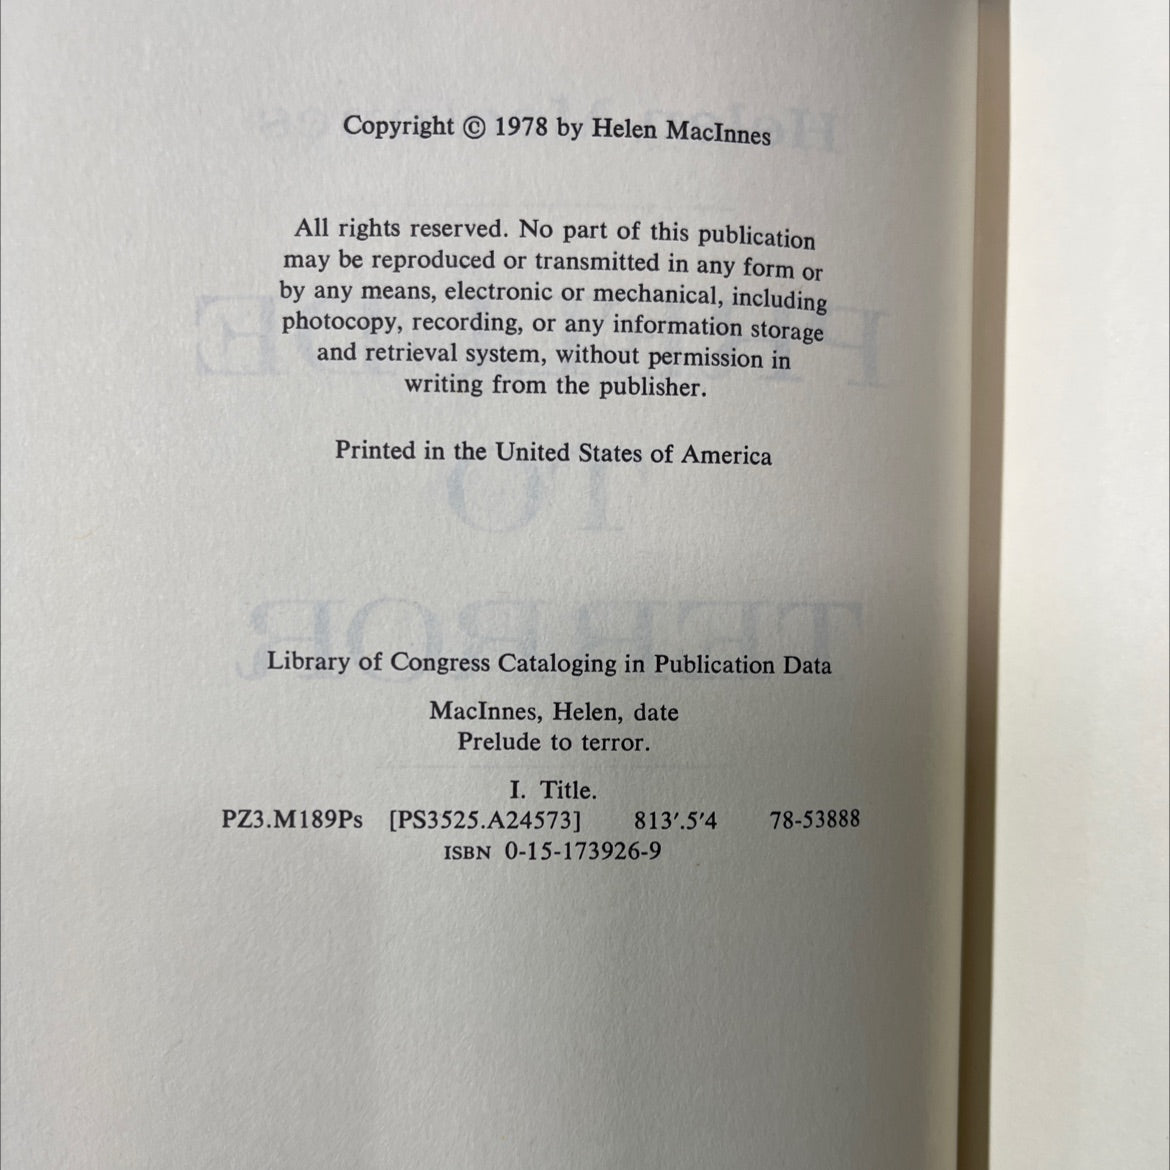 Copyright © 1978 by Helen MacInnes
All rights reserved. No part of this publication
may be reproduced or transmitted in any form or
by any means, electronic or mechanical, including
photocopy, recording, or any information storage
and retrieval system, without permission in
writing from the publisher.
Printed in the United States of America
Library of Congress Cataloging in Publication Data
MacInnes, Helen, date
Prelude to terror.
I. Title.
PZ3.M189Ps [PS3525.A24573] 813′.5′4 78-53888
ISBN 0-15-173926-9